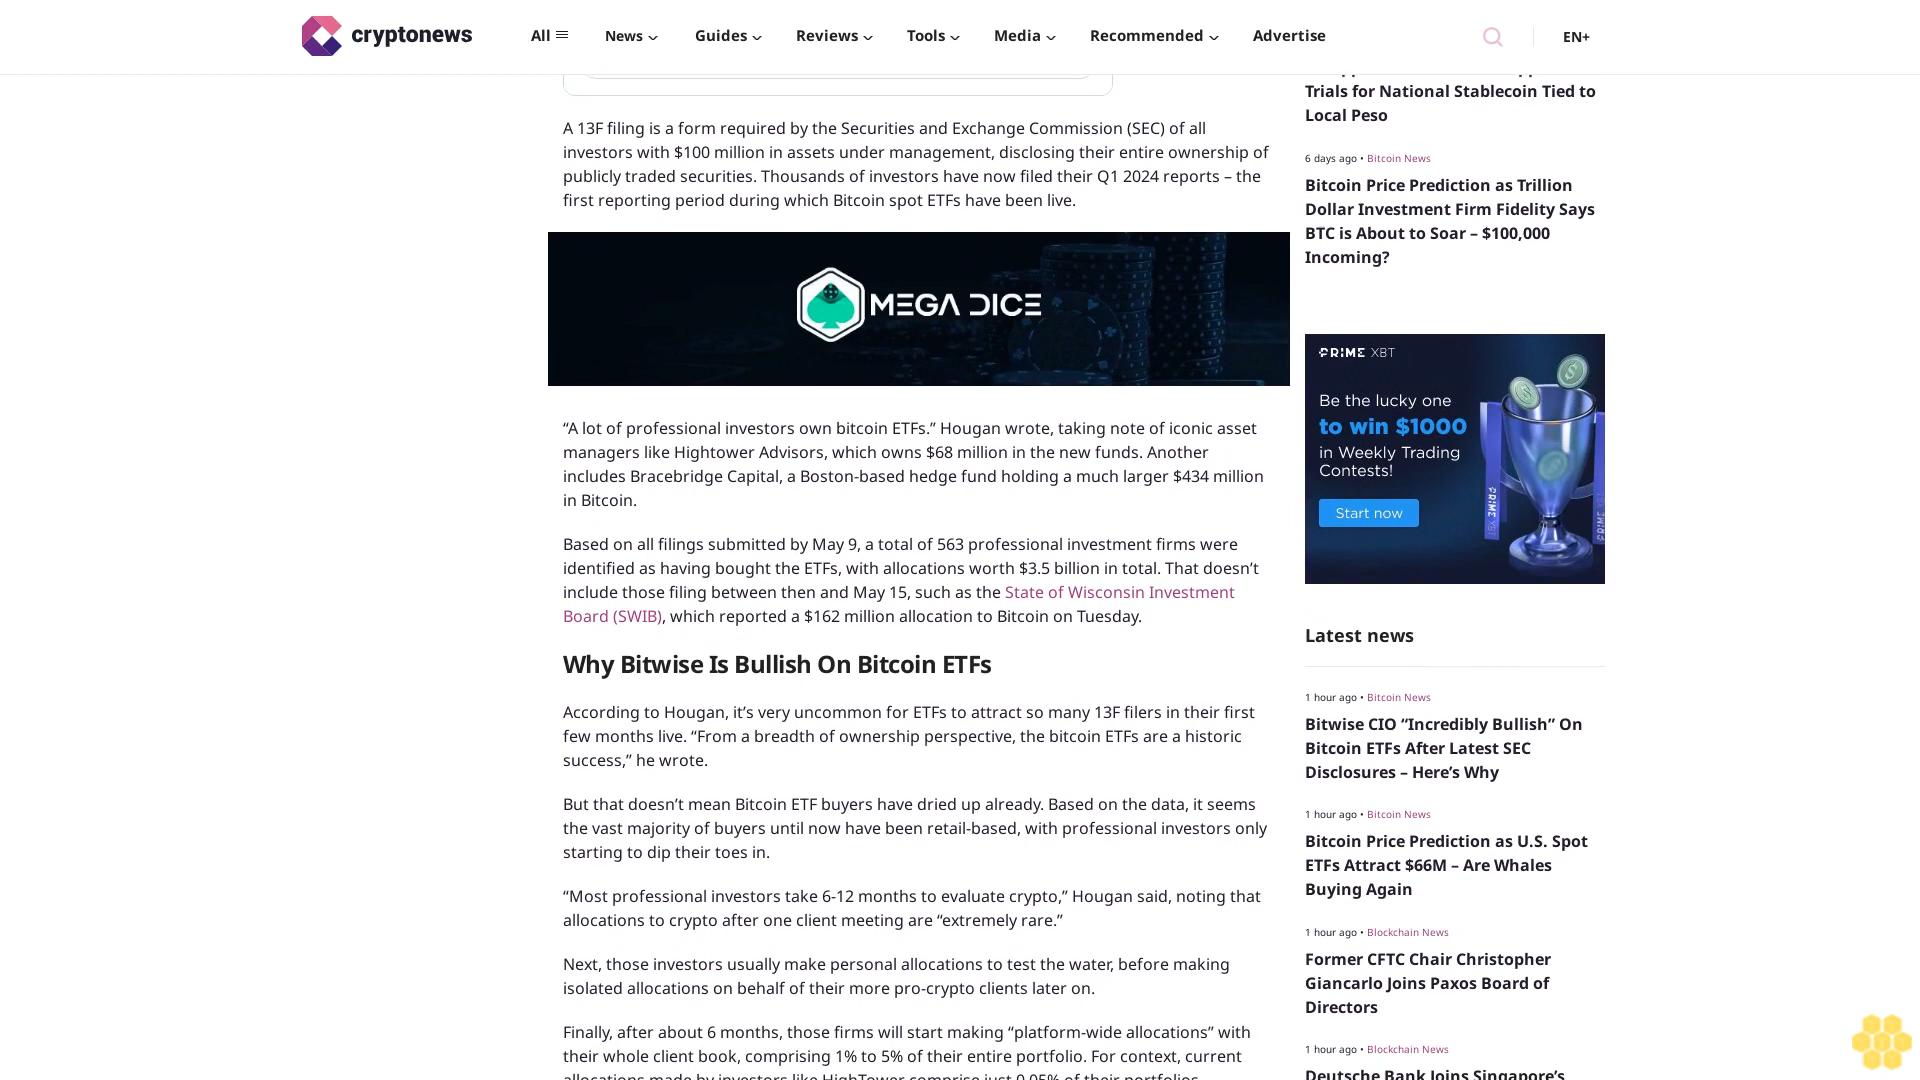 cryptonews
All
News
Guides
Reviews
Tools
Media
Recommended
Advertise
EN+
A 13F filing is a form required by the Securities and Exchange Commission (SEC) of all
investors with $100 million in assets under management, disclosing their entire ownership of
publicly traded securities. Thousands of investors have now filed their Q1 2024 reports – the
first reporting period during which Bitcoin spot ETFs have been live.
MEGA DICE
“A lot of professional investors own bitcoin ETFs.” Hougan wrote, taking note of iconic asset
managers like Hightower Advisors, which owns $68 million in the new funds. Another
includes Bracebridge Capital, a Boston-based hedge fund holding a much larger $434 million
in Bitcoin.
Based on all filings submitted by May 9, a total of 563 professional investment firms were
identified as having bought the ETFs, with allocations worth $3.5 billion in total. That doesn’t
include those filing between then and May 15, such as the State of Wisconsin Investment
Board (SWIB), which reported a $162 million allocation to Bitcoin on Tuesday.
Why Bitwise Is Bullish On Bitcoin ETFs
According to Hougan, it’s very uncommon for ETFs to attract so many 13F filers in their first
few months live. “From a breadth of ownership perspective, the bitcoin ETFs are a historic
success,” he wrote.
But that doesn’t mean Bitcoin ETF buyers have dried up already. Based on the data, it seems
the vast majority of buyers until now have been retail-based, with professional investors only
starting to dip their toes in.
“Most professional investors take 6-12 months to evaluate crypto,” Hougan said, noting that
allocations to crypto after one client meeting are “extremely rare.”
Next, those investors usually make personal allocations to test the water, before making
isolated allocations on behalf of their more pro-crypto clients later on.
Finally, after about 6 months, those firms will start making “platform-wide allocations” with
their whole client book, comprising 1% to 5% of their entire portfolio. For context, current
allocations made by investors like HighTower comprise just 0.05% of their portfolios.
Trials for National Stablecoin Tied to
Local Peso
6 days ago • Bitcoin News
Bitcoin Price Prediction as Trillion
Dollar Investment Firm Fidelity Says
BTC is About to Soar – $100,000
Incoming?
PRIME XBT
Be the lucky one
to win $1000
in Weekly Trading
Contests!
Start now
PRIME XBT
Latest news
1 hour ago • Bitcoin News
Bitwise CIO “Incredibly Bullish” On
Bitcoin ETFs After Latest SEC
Disclosures – Here’s Why
1 hour ago • Bitcoin News
Bitcoin Price Prediction as U.S. Spot
ETFs Attract $66M – Are Whales
Buying Again
1 hour ago • Blockchain News
Former CFTC Chair Christopher
Giancarlo Joins Paxos Board of
Directors
1 hour ago • Blockchain News
Deutsche Bank Joins Singapore’s